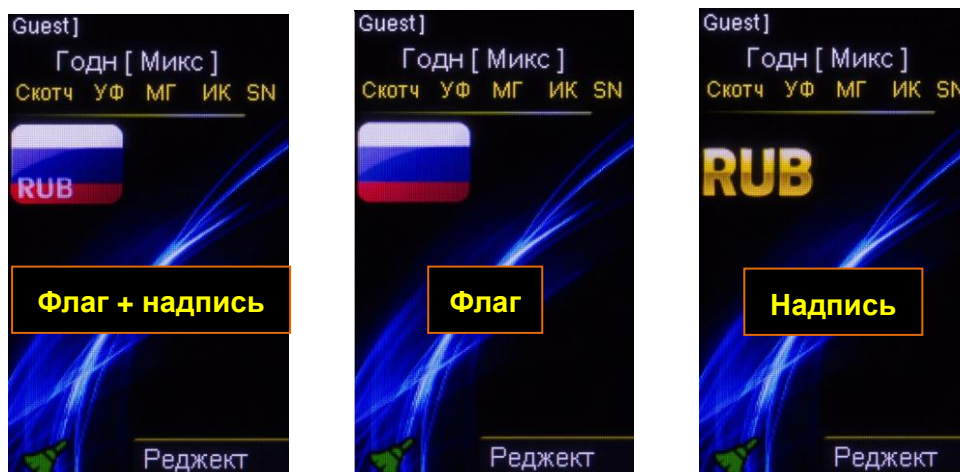 Guest]
Годн [ Микс ]
Скотч УФ МГ ИК SN
RUB
Флаг + надпись
Реджект
Guest]
Годн [ Микс ]
Скотч УФ МГ ИК SN
Флаг
Реджект
Guest]
Годн [ Микс ]
Скотч УФ МГ ИК SN
RUB
Надпись
Реджект